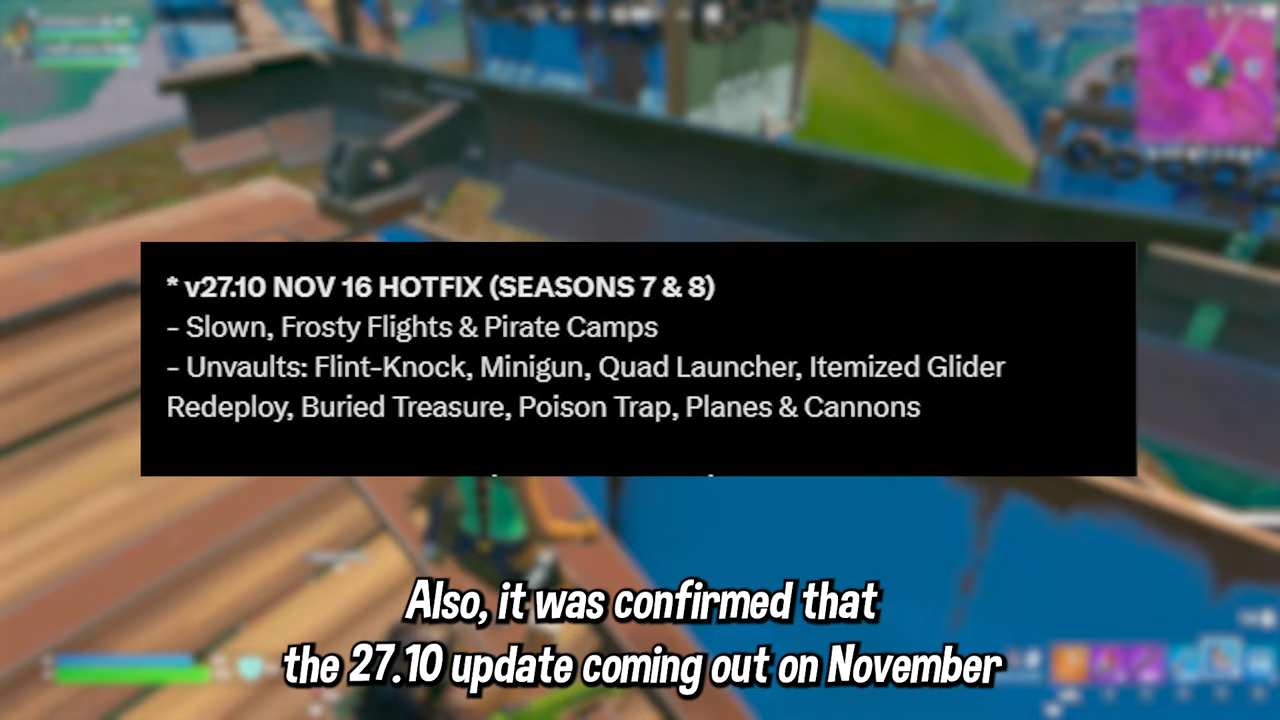 * v27.10 NOV 16 HOTFIX (SEASONS 7 & 8)
- Slown, Frosty Flights & Pirate Camps
- Unvaults: Flint-Knock, Minigun, Quad Launcher, Itemized Glider
Redeploy, Buried Treasure, Poison Trap, Planes & Cannons
Also, it was confirmed that
the 27.10 update coming out on November